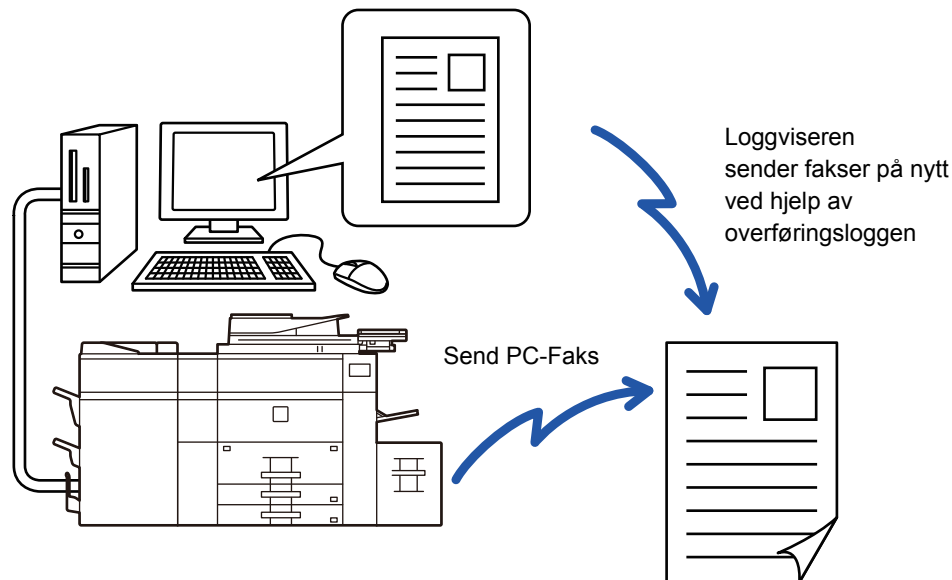 Loggviseren
sender fakser på nytt
ved hjelp av
overføringsloggen
Send PC-Faks